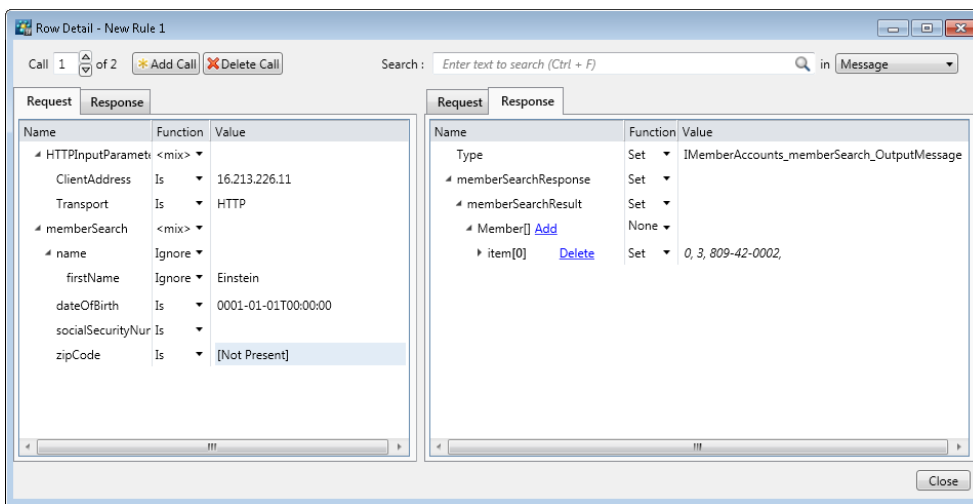 Row Detail - New Rule 1
Call 1 of 2 Add Call Delete Call Search : Enter text to search (Ctrl + F) in Message
Request Response
Name Function Value
HTTPInputParamete <mix>
ClientAddress Is 16.213.226.11
Transport Is HTTP
memberSearch <mix>
name Ignore
firstName Ignore Einstein
dateOfBirth Is 0001-01-01T00:00:00
socialSecurityNur Is
zipCode Is [Not Present]
Request Response
Name Function Value
Type Set IMemberAccounts_memberSearch_OutputMessage
memberSearchResponse Set
memberSearchResult Set
Member[] Add None
item[0] Delete Set 0, 3, 809-42-0002,
Close